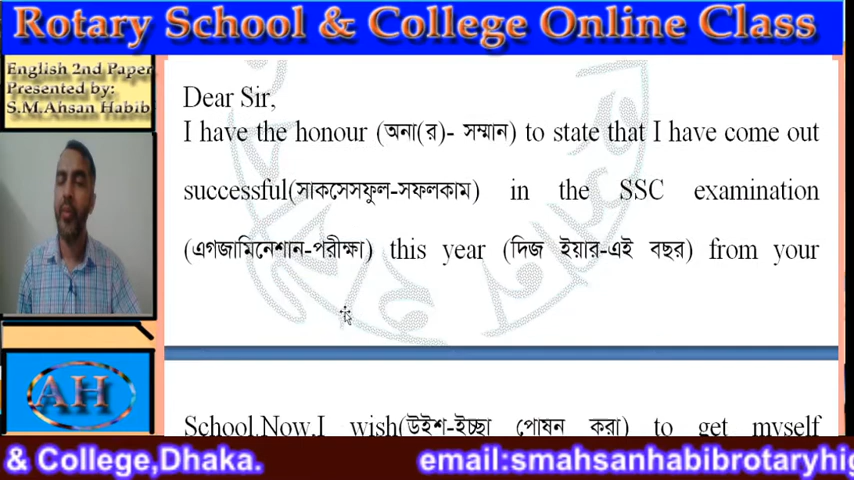 Rotary School & College Online Class
English 2nd Paper
Presented by:
S.M.Ahsan Habib
Dear Sir,
I have the honour (অনা(র)- সম্মান) to state that I have come out
successful(সাকসেসফুল-সফলকাম) in the SSC examination
(এগজামিনেশান-পরীক্ষা) this year (দিজ ইয়ার-এই বছর) from your
AH
School.Now,I wish(উইশ-ইচ্ছা পোষন করা) to get myself
& College,Dhaka. email:smahsanhabibrotaryhig